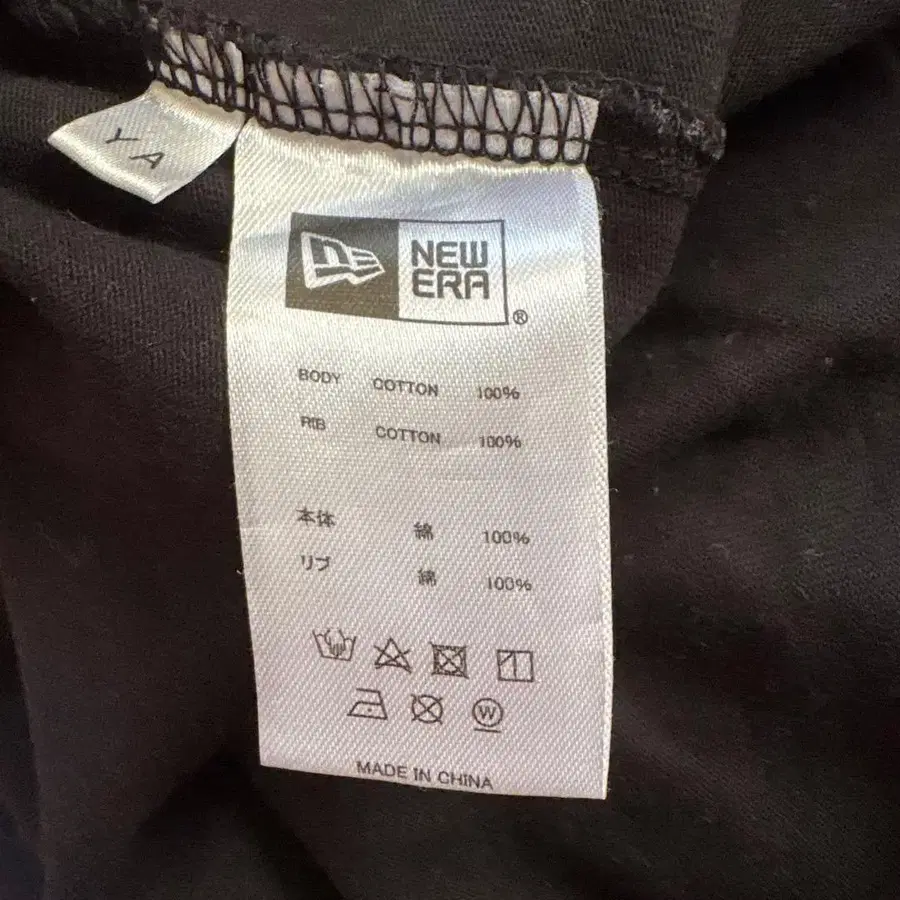 YA
NEW
ERA
®
BODY COTTON 100%
RIB COTTON 100%
本体 綿 100%
リブ 綿 100%
W
MADE IN CHINA